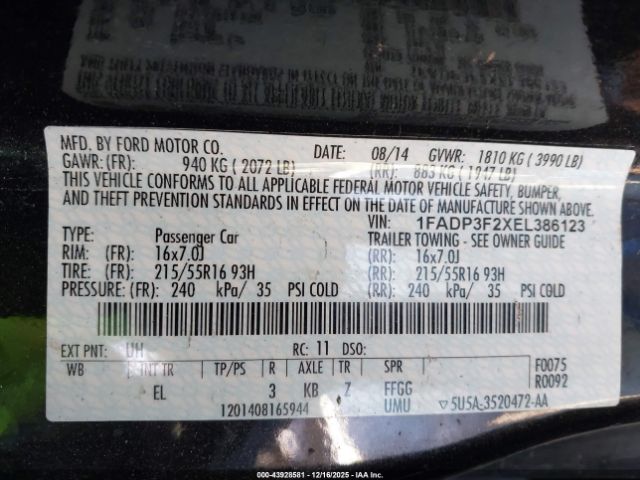 MFD. BY FORD MOTOR CO.
DATE: 08/14 GVWR: 1810 KG ( 3990 LB)
GAWR: (FR): 940 KG ( 2072 LB) (RR): 883 KG ( 1947 LB)
THIS VEHICLE CONFORMS TO ALL APPLICABLE FEDERAL MOTOR VEHICLE SAFETY, BUMPER,
AND THEFT PREVENTION STANDARDS IN EFFECT ON THE DATE OF MANUFACTURE SHOWN ABOVE.
VIN: 1FADP3F2XEL386123
TYPE: Passenger Car TRAILER TOWING - SEE OWNER GUIDE
RIM: (FR): 16x7.0J (RR): 16x7.0J
TIRE: (FR): 215/55R16 93H (RR): 215/55R16 93H
PRESSURE: (FR): 240 kPa/ 35 PSI COLD (RR): 240 kPa/ 35 PSI COLD
EXT PNT: UH RC: 11 DSO: F0075
WB INT TR TP/PS R AXLE TR SPR R0092
EL 3 KB 7 FFGG
1201408165944 UMU ▽5U5A_3520472-AA
000-43928581 - 12/16/2025 - IAA Inc.